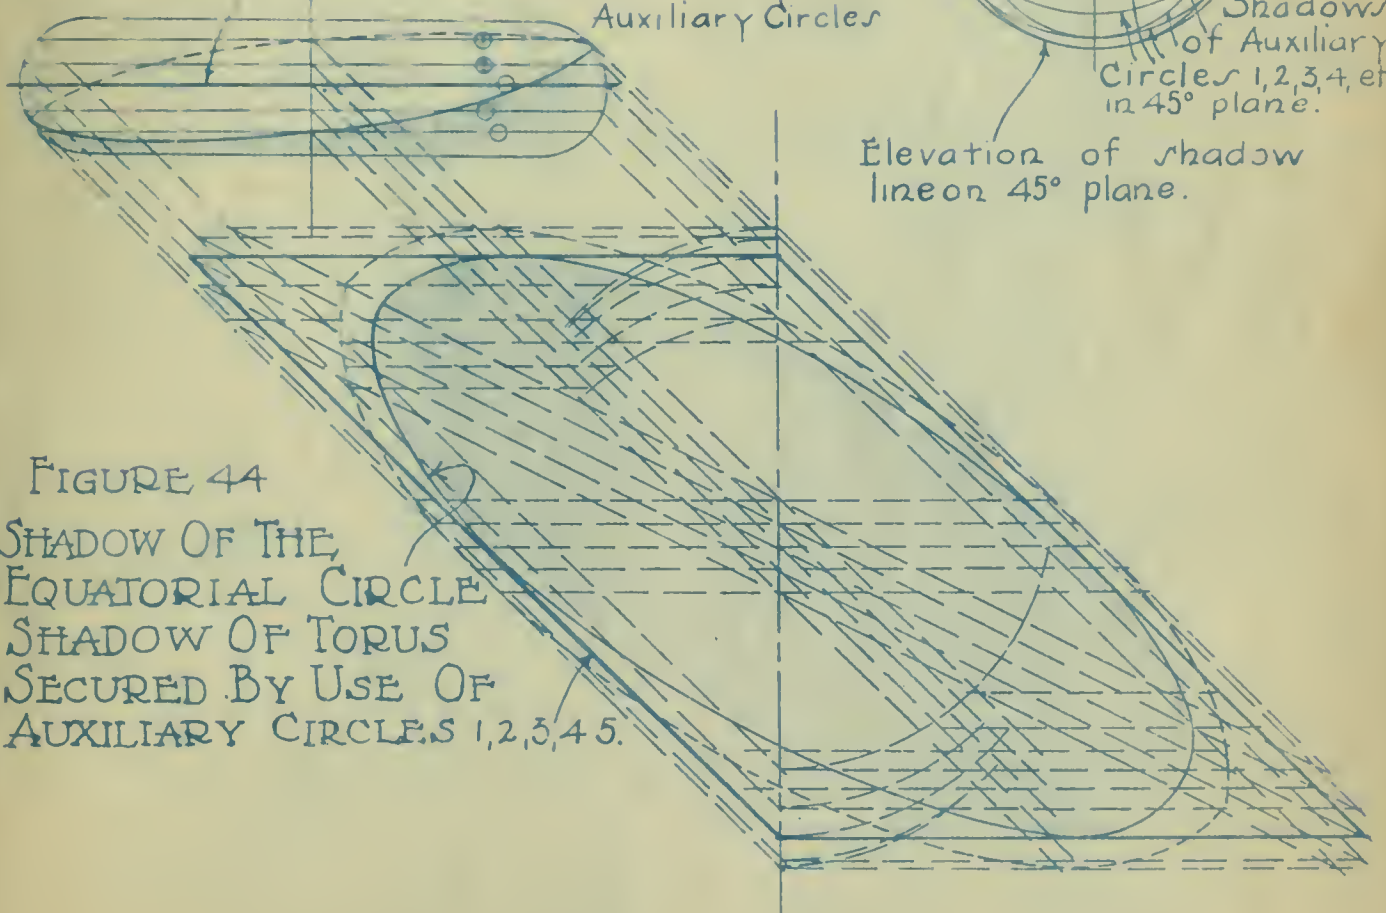 Auxiliary Circles
Shadows
of Auxiliary
Circles 1,2,3,4, et
in 45° plane.
Elevation of shadow
line on 45° plane.
FIGURE 44
SHADOW OF THE
EQUATORIAL CIRCLE
SHADOW OF TORUS
SECURED BY USE OF
AUXILIARY CIRCLES 1,2,3,4 5.